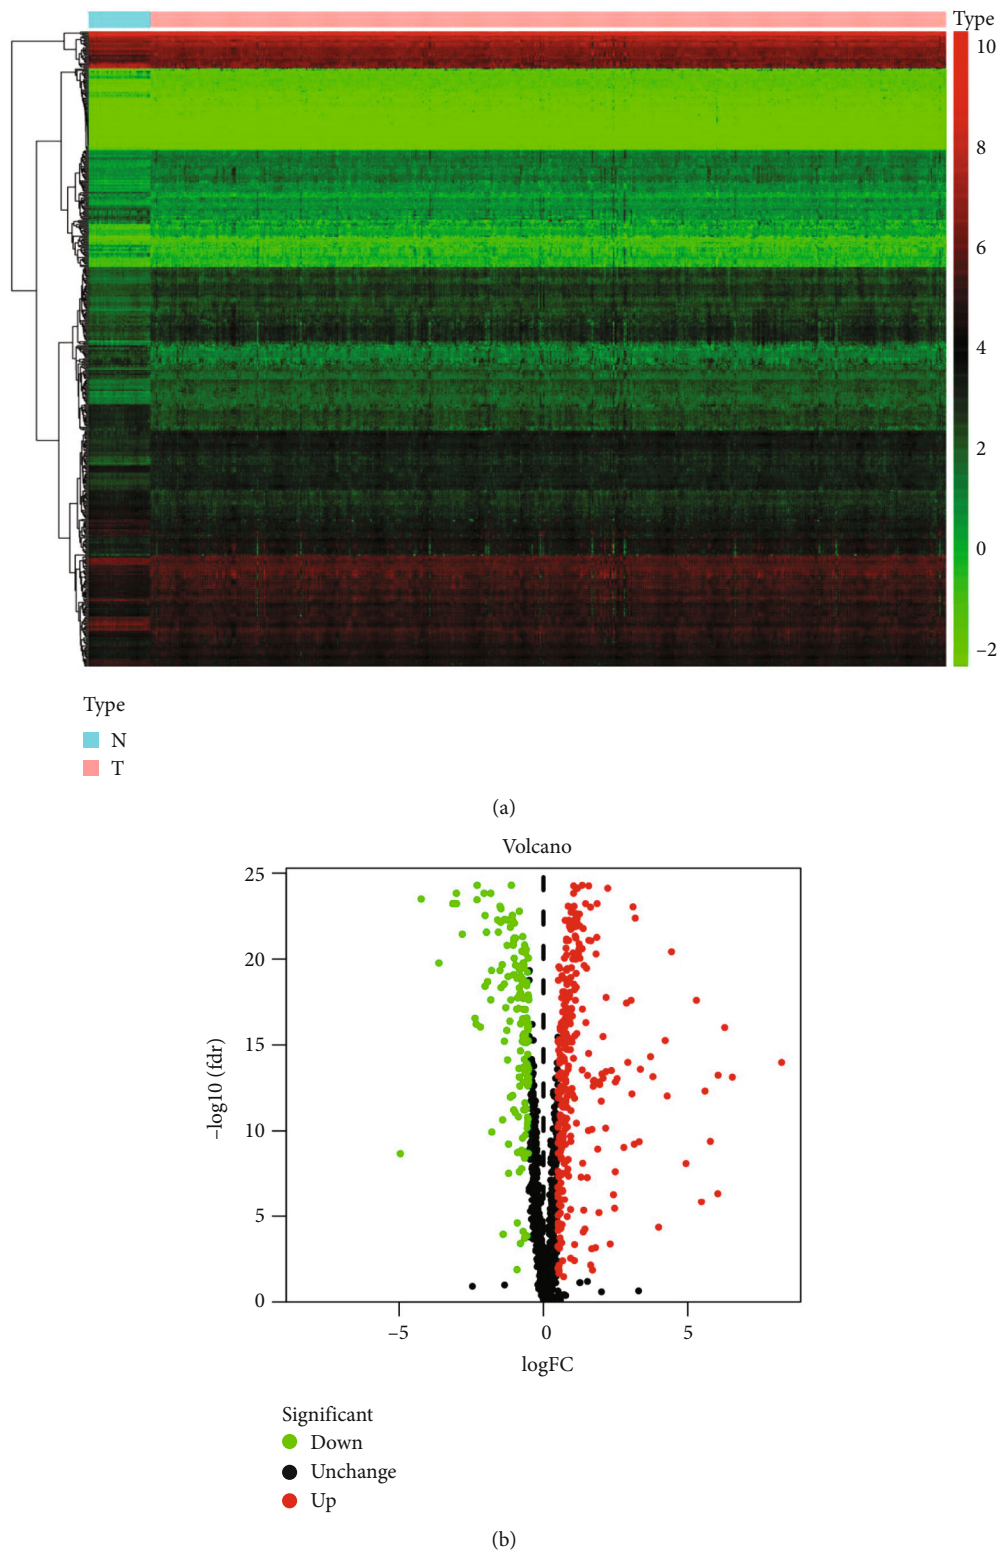 Type
10
8
6
4
2
0
–2
Type
N
T
(a)
Volcano
25
20
15
10
5
0
–log10 (fdr)
–5 0 5
logFC
Significant
Down
Unchange
Up
(b)